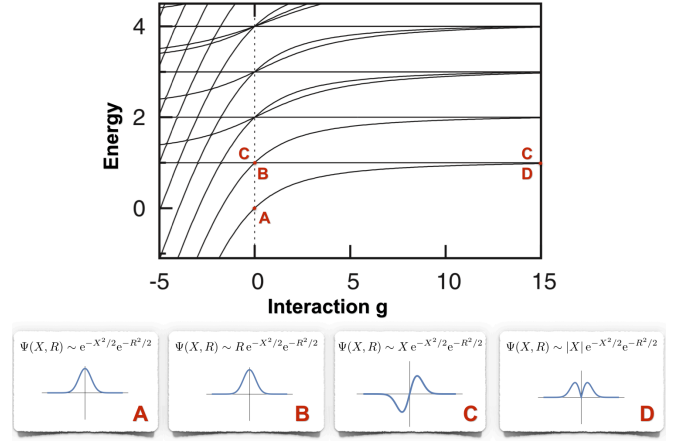 4
2
0
Energy
C
B
A
C
D
-5
0
5
10
15
Interaction g
Ψ(X, R) ∼ e^{−X²/2}e^{−R²/2}
A
Ψ(X, R) ∼ R e^{−X²/2}e^{−R²/2}
B
Ψ(X, R) ∼ X e^{−X²/2}e^{−R²/2}
C
Ψ(X, R) ∼ |X| e^{−X²/2}e^{−R²/2}
D